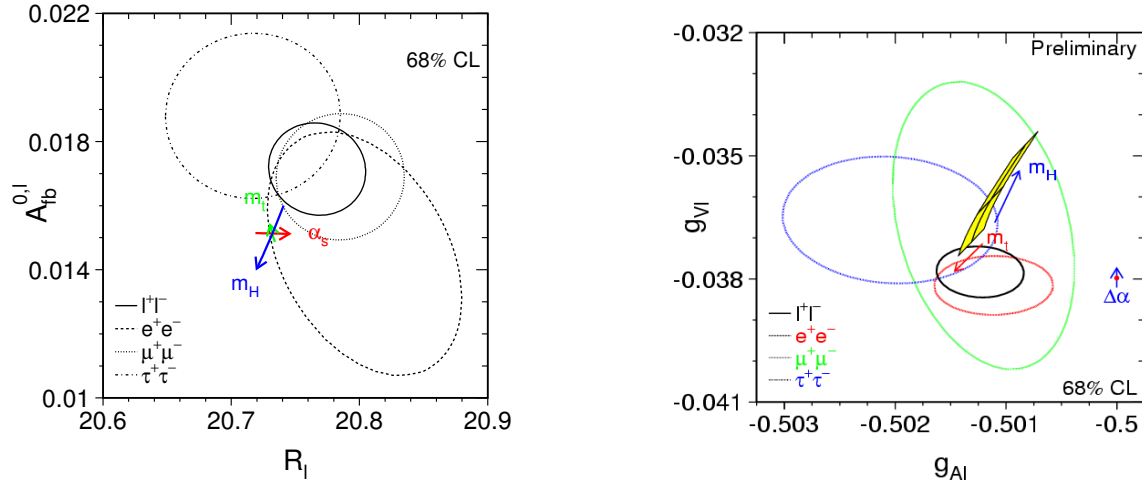 0.022
0.018
0.014
0.01
A_fb^0,l
68% CL
m_t
α_s
m_H
l⁺l⁻
e⁺e⁻
μ⁺μ⁻
τ⁺τ⁻
20.6 20.7 20.8 20.9
R_l
-0.032
-0.035
-0.038
-0.041
g_Vl
Preliminary
m_H
m_t
Δα
l⁺l⁻
e⁺e⁻
μ⁺μ⁻
τ⁺τ⁻
68% CL
-0.503 -0.502 -0.501 -0.5
g_Al